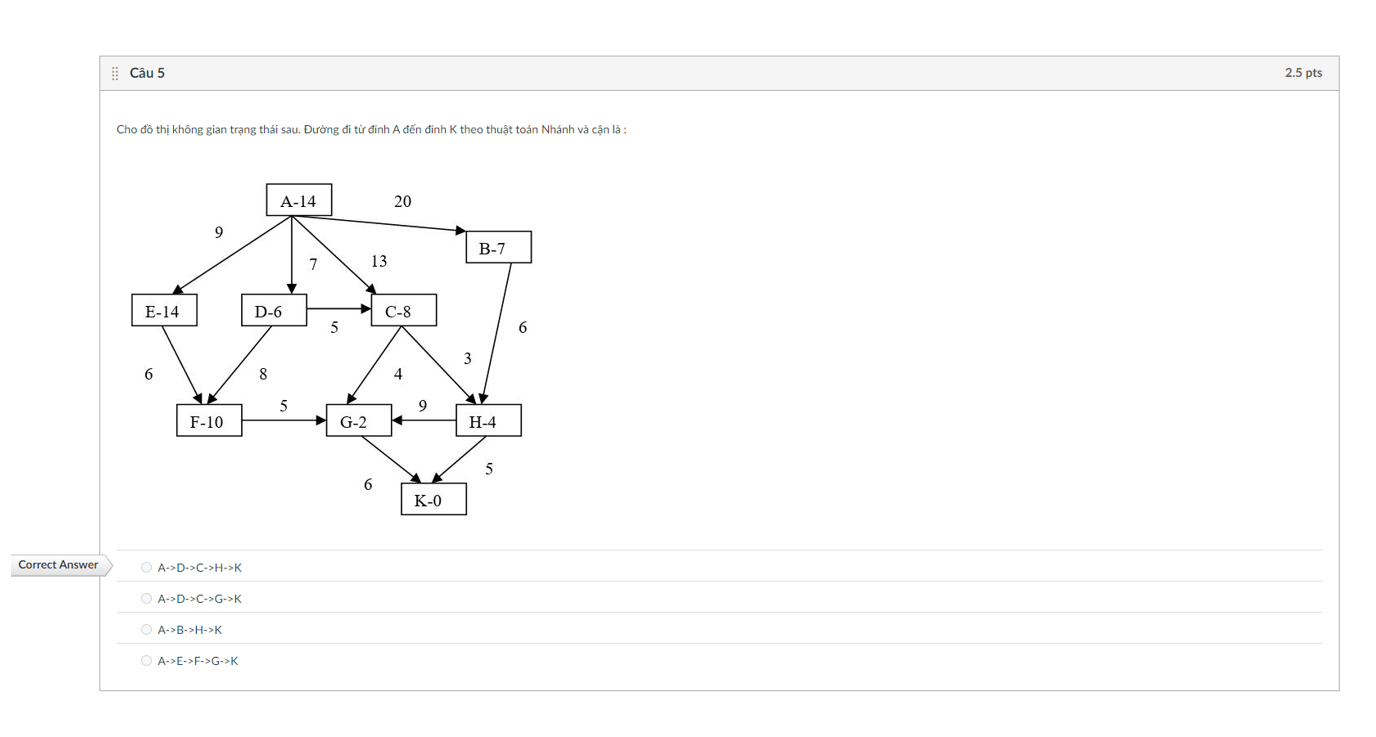 Câu 5
2.5 pts
Cho đồ thị không gian trạng thái sau. Đường đi từ đỉnh A đến đỉnh K theo thuật toán Nhánh và cận là :
A-14
20
9
B-7
7
13
E-14
D-6
C-8
5
6
3
6
8
4
5
9
F-10
G-2
H-4
5
6
K-0
Correct Answer
A->D->C->H->K
A->D->C->G->K
A->B->H->K
A->E->F->G->K